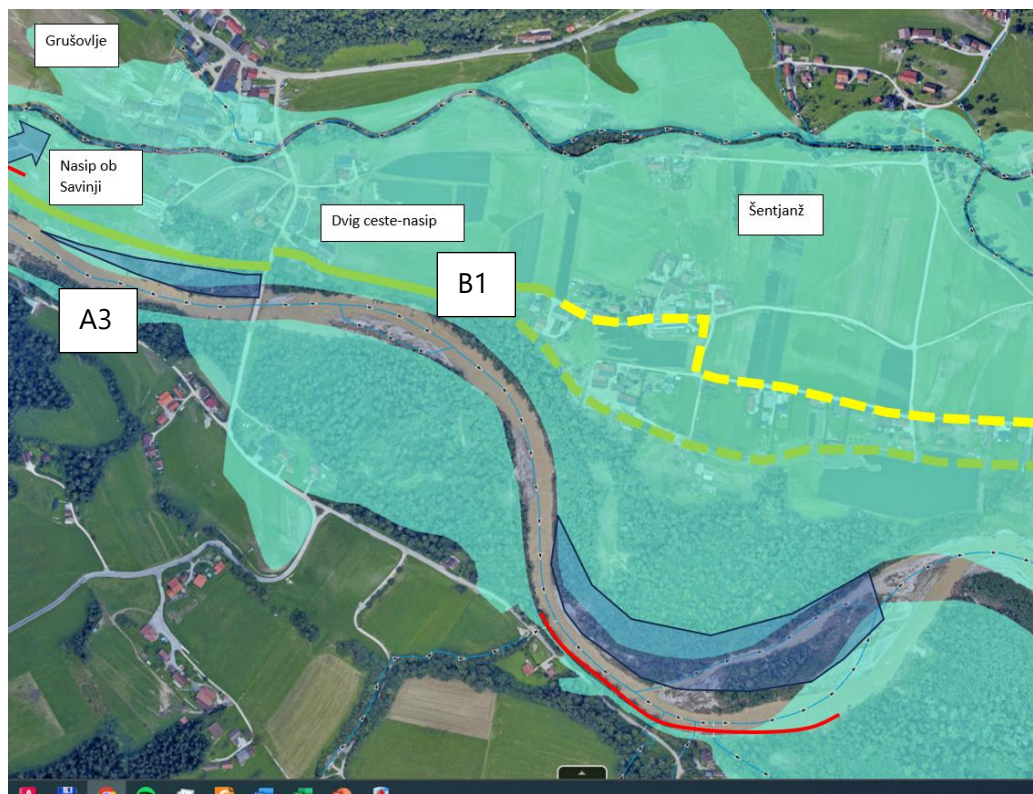 Grušovlje
Nasip ob
Savinji
Dvig ceste-nasip
Šentjanž
B1
A3